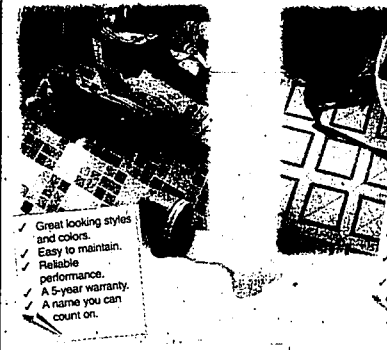 ✓ Great looking styles
and colors.
✓ Easy to maintain.
✓ Reliable
performance.
✓ A 5-year warranty.
✓ A name you can
count on.